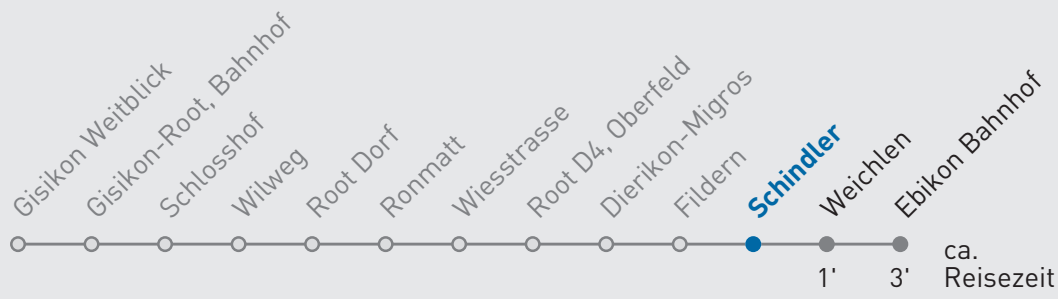 Gisikon Weitblick
Gisikon-Root, Bahnhof
Schlosshof
Wilweg
Root Dorf
Ronmatt
Wiesstrasse
Root D4, Oberfeld
Dierikon-Migros
Fildern
Schindler
Weichlen
Ebikon Bahnhof
ca.
1' 3' Reisezeit